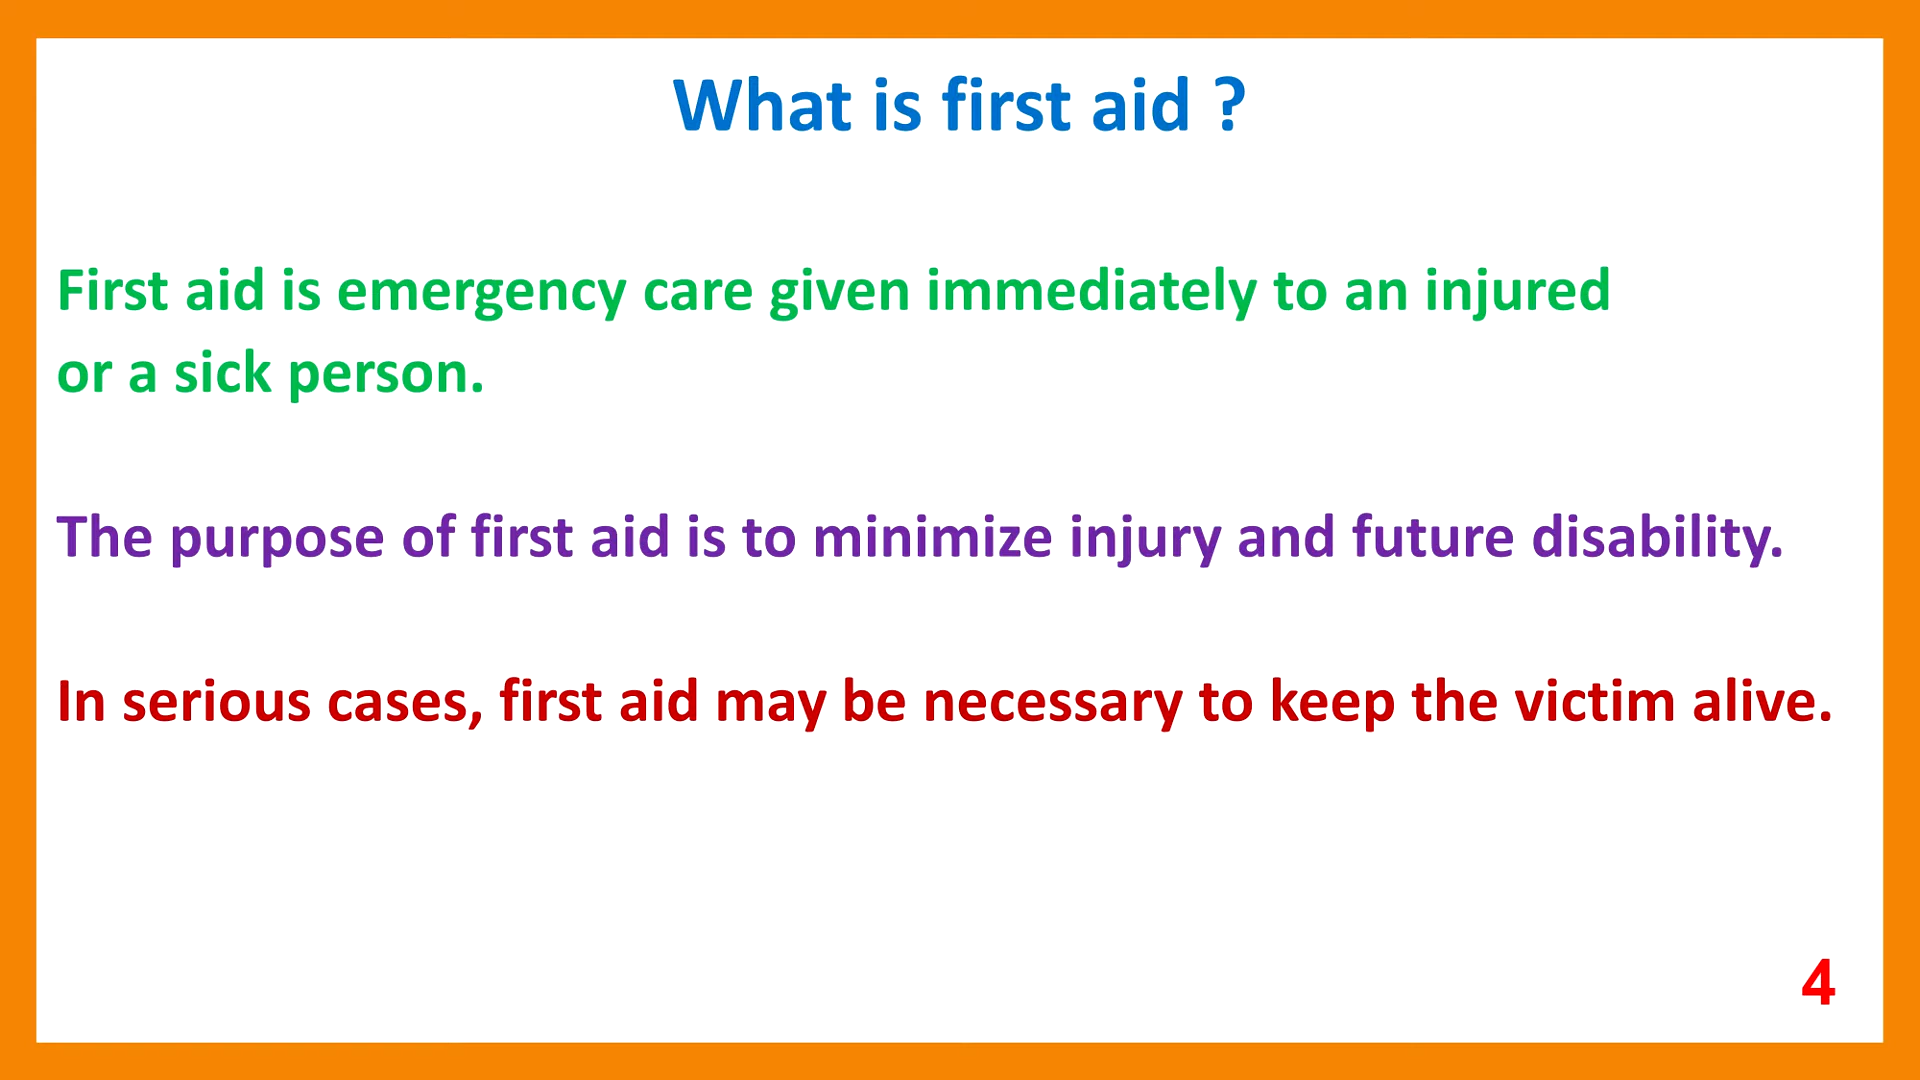 What is first aid ?
First aid is emergency care given immediately to an injured
or a sick person.
The purpose of first aid is to minimize injury and future disability.
In serious cases, first aid may be necessary to keep the victim alive.
4